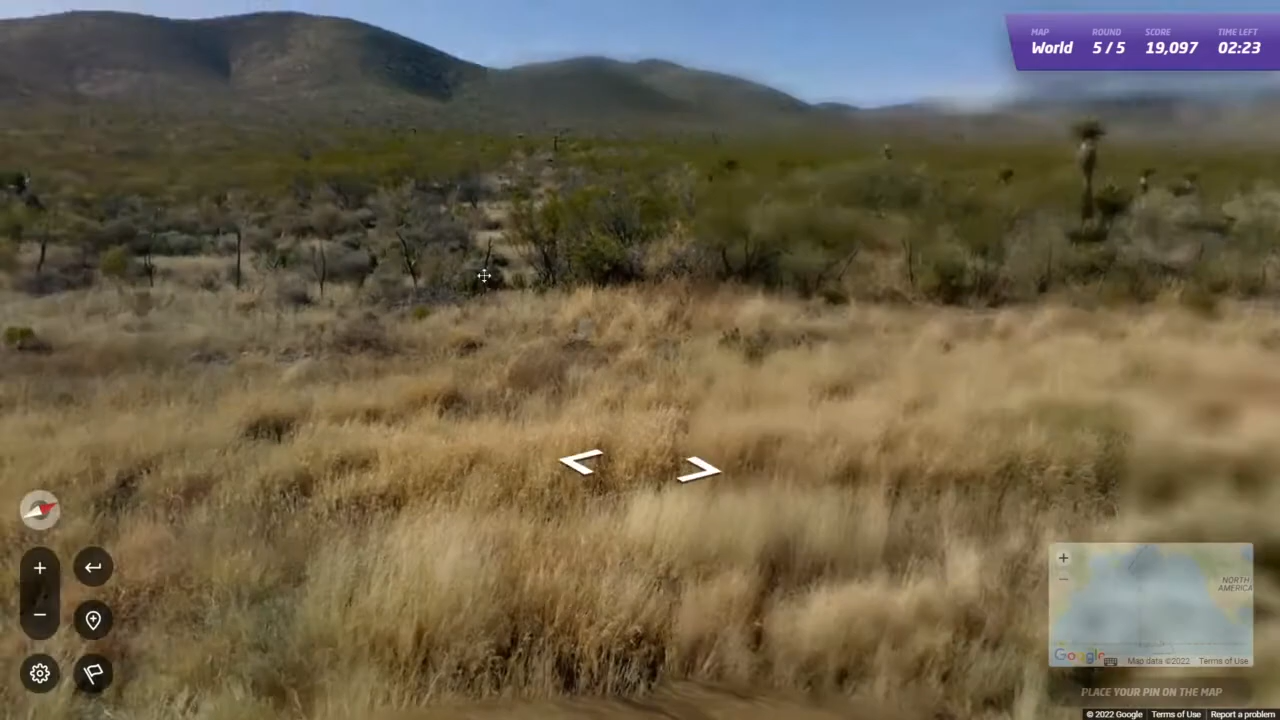 MAP ROUND SCORE TIME LEFT
World 5 / 5 19,097 02:23
NORTH
AMERICA
Google Map data ©2022 Terms of Use
PLACE YOUR PIN ON THE MAP
© 2022 Google Terms of Use Report a problem